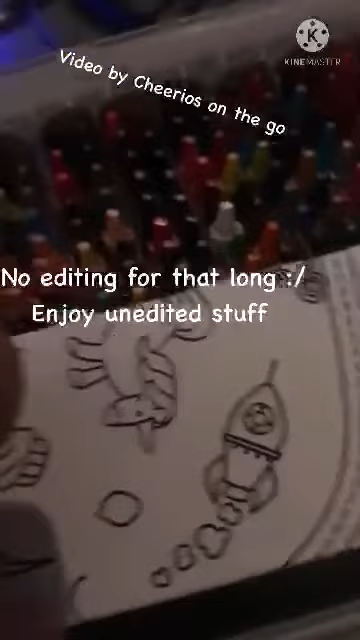 K
KINEMASTER
Video by Cheerios on the go
No editing for that long :/
Enjoy unedited stuff